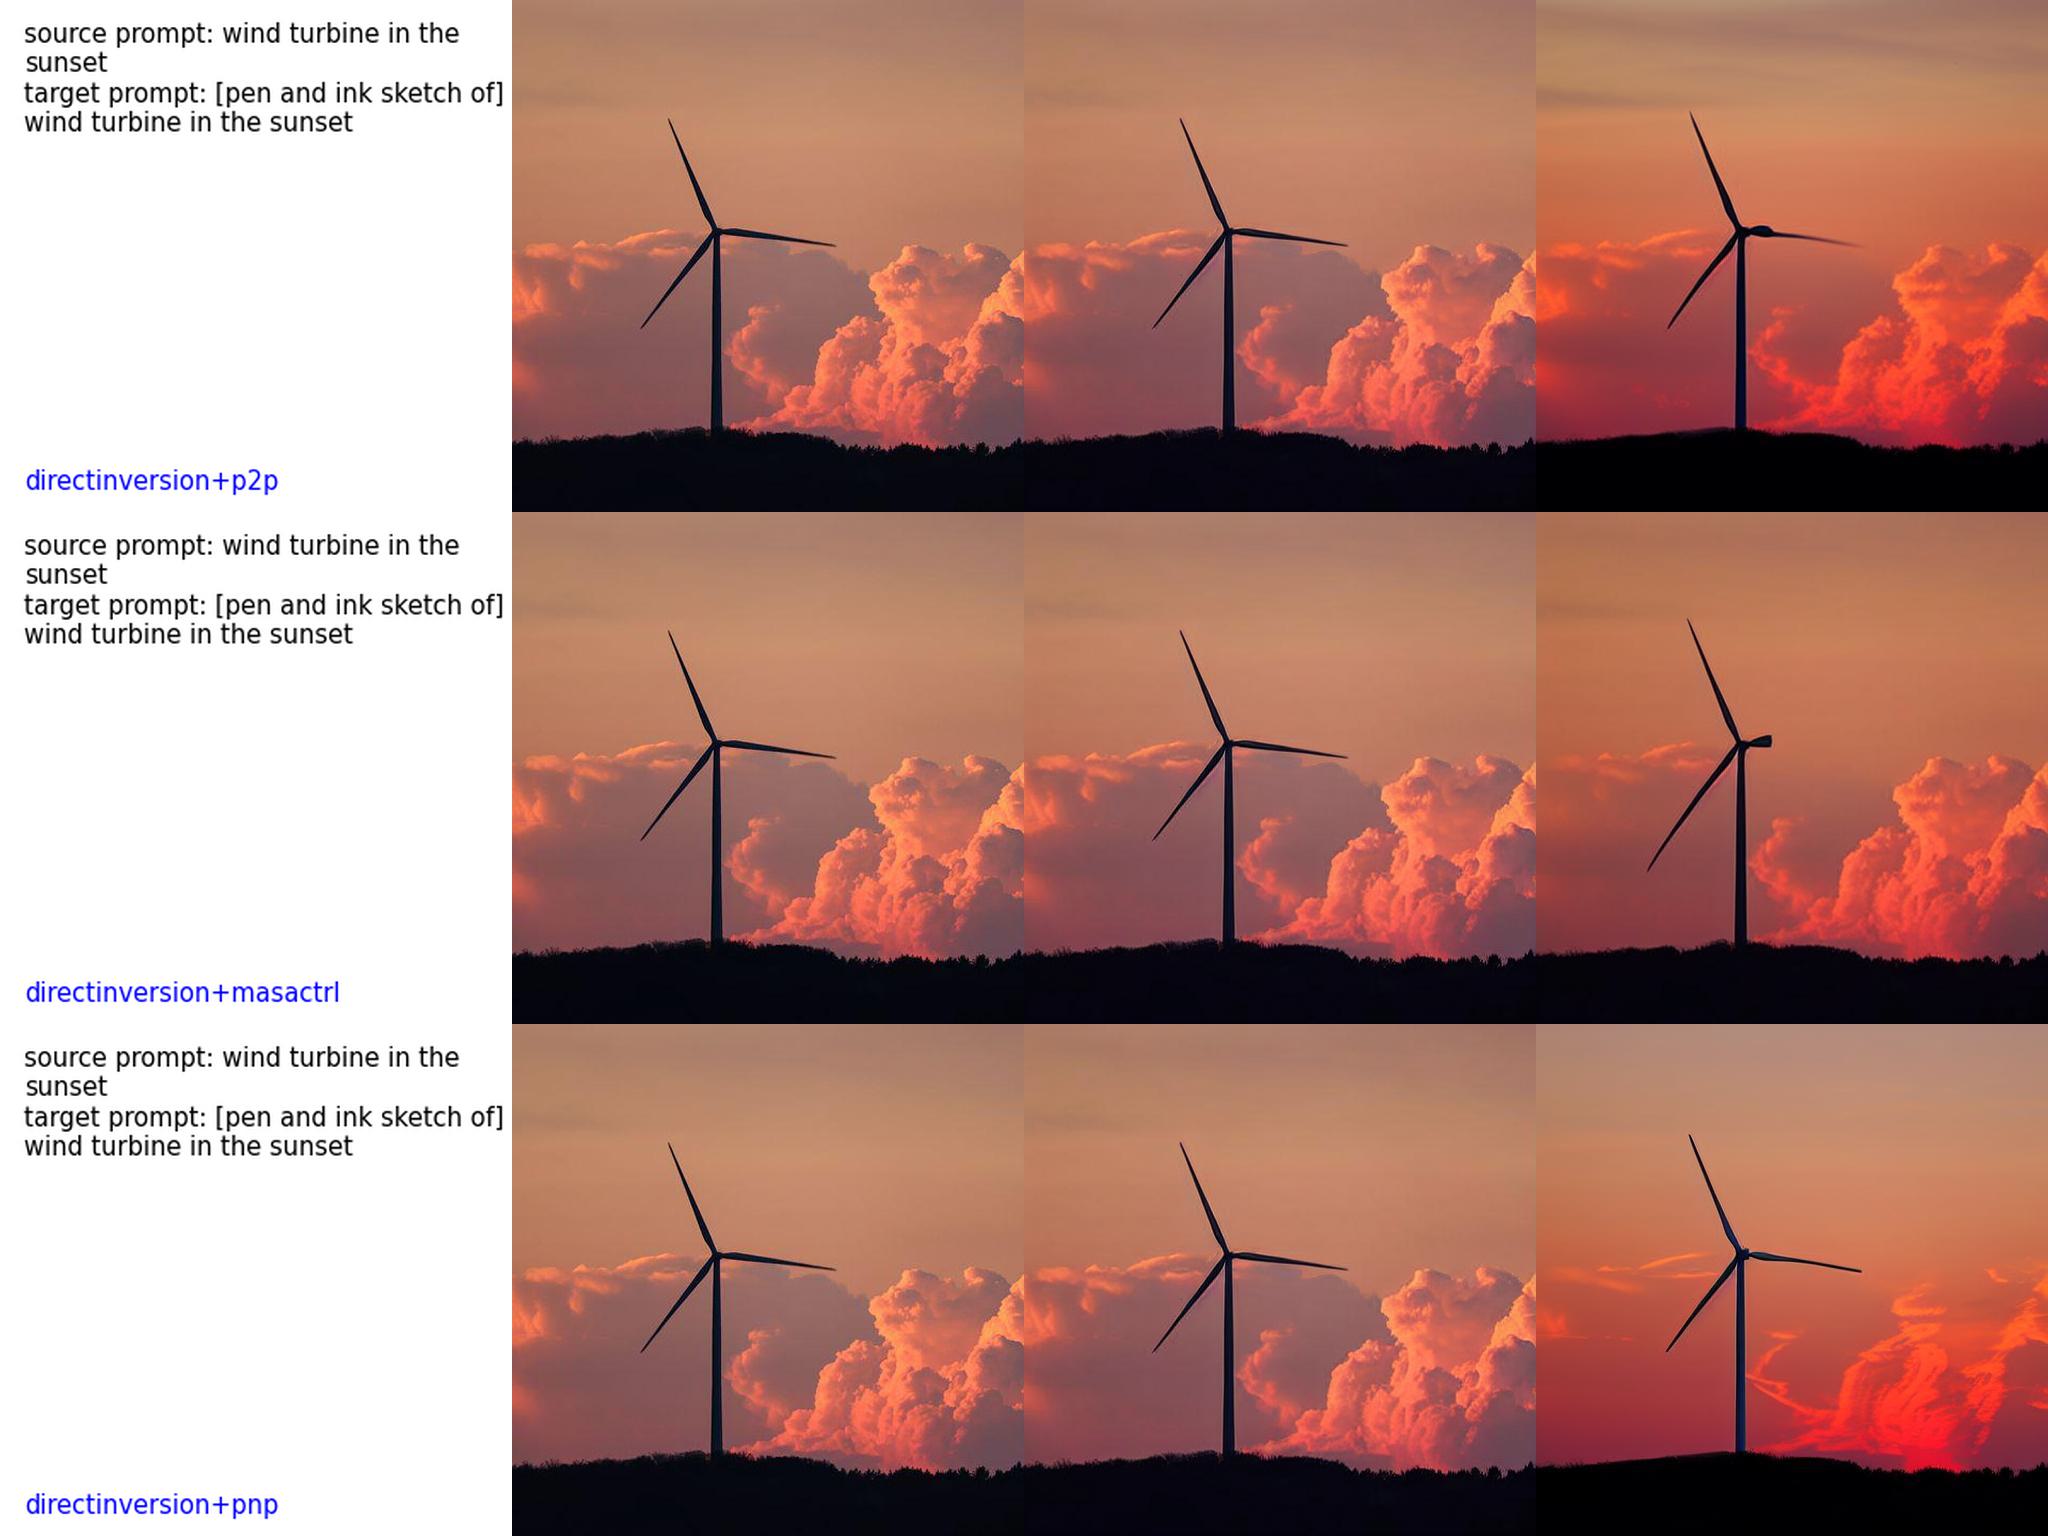 source prompt: wind turbine in the
sunset
target prompt: [pen and ink sketch of]
wind turbine in the sunset
directinversion+p2p
source prompt: wind turbine in the
sunset
target prompt: [pen and ink sketch of]
wind turbine in the sunset
directinversion+masactrl
source prompt: wind turbine in the
sunset
target prompt: [pen and ink sketch of]
wind turbine in the sunset
directinversion+pnp